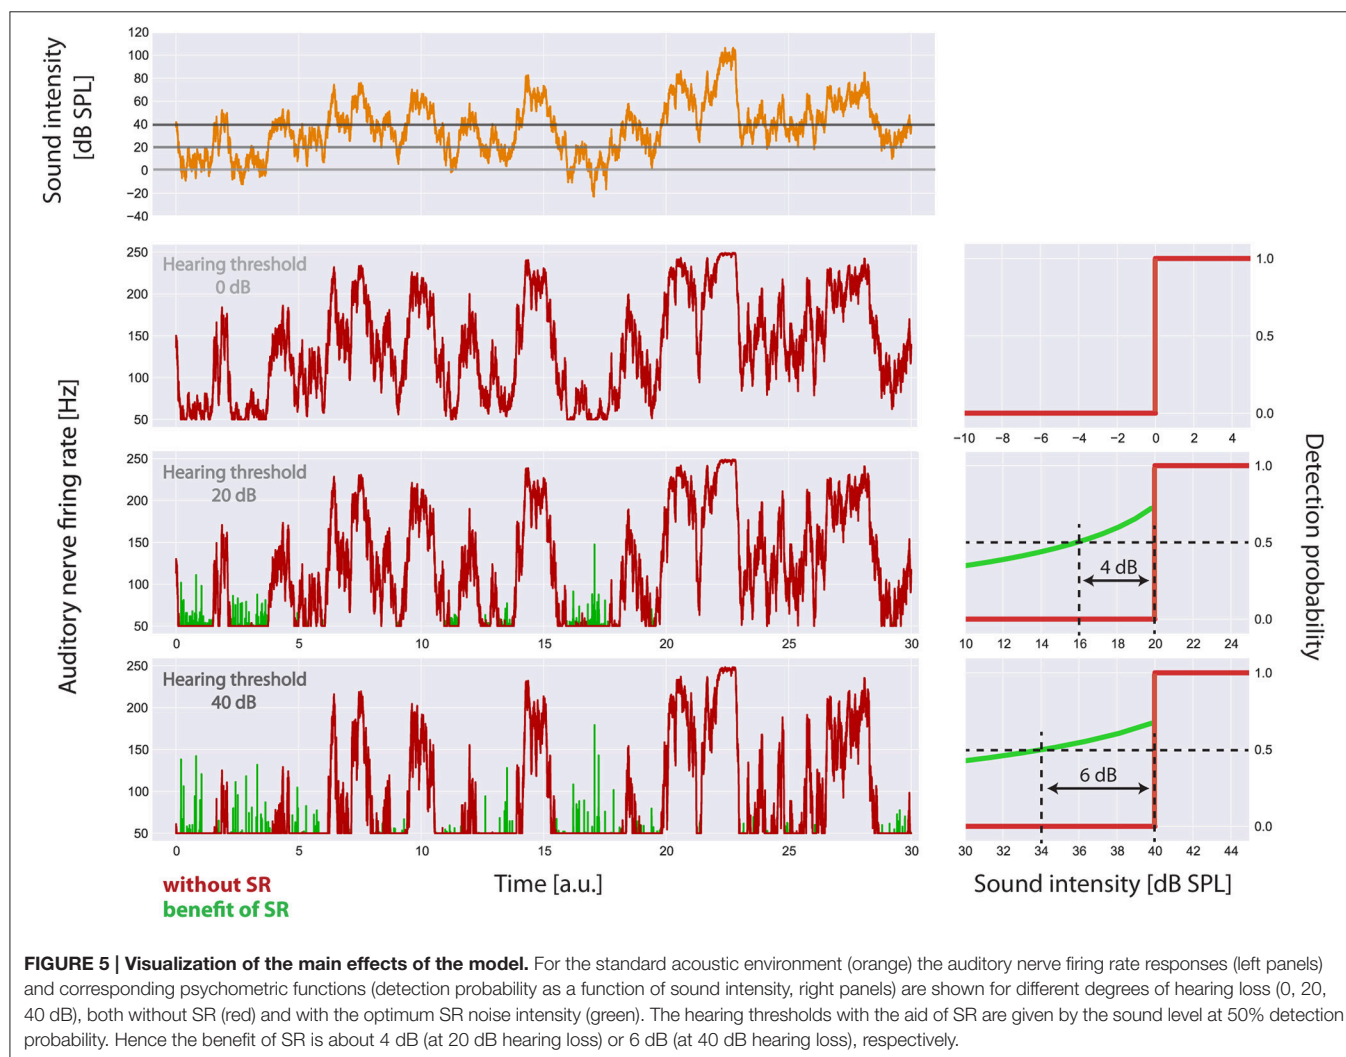 Sound intensity
[dB SPL]
120
100
80
60
40
20
0
−20
−40
Auditory nerve firing rate [Hz]
Hearing threshold
0 dB
250
200
150
100
50
1.0
0.5
0.0
−10 −8 −6 −4 −2 0 2 4
Hearing threshold
20 dB
250
200
150
100
50
0 5 10 15 20 25 30
4 dB
1.0
0.5
0.0
10 12 14 16 18 20 22 24
Detection probability
Hearing threshold
40 dB
250
200
150
100
50
0 5 10 15 20 25 30
6 dB
1.0
0.5
0.0
30 32 34 36 38 40 42 44
without SR
benefit of SR
Time [a.u.]
Sound intensity [dB SPL]
FIGURE 5 | Visualization of the main effects of the model. For the standard acoustic environment (orange) the auditory nerve firing rate responses (left panels)
and corresponding psychometric functions (detection probability as a function of sound intensity, right panels) are shown for different degrees of hearing loss (0, 20,
40 dB), both without SR (red) and with the optimum SR noise intensity (green). The hearing thresholds with the aid of SR are given by the sound level at 50% detection
probability. Hence the benefit of SR is about 4 dB (at 20 dB hearing loss) or 6 dB (at 40 dB hearing loss), respectively.